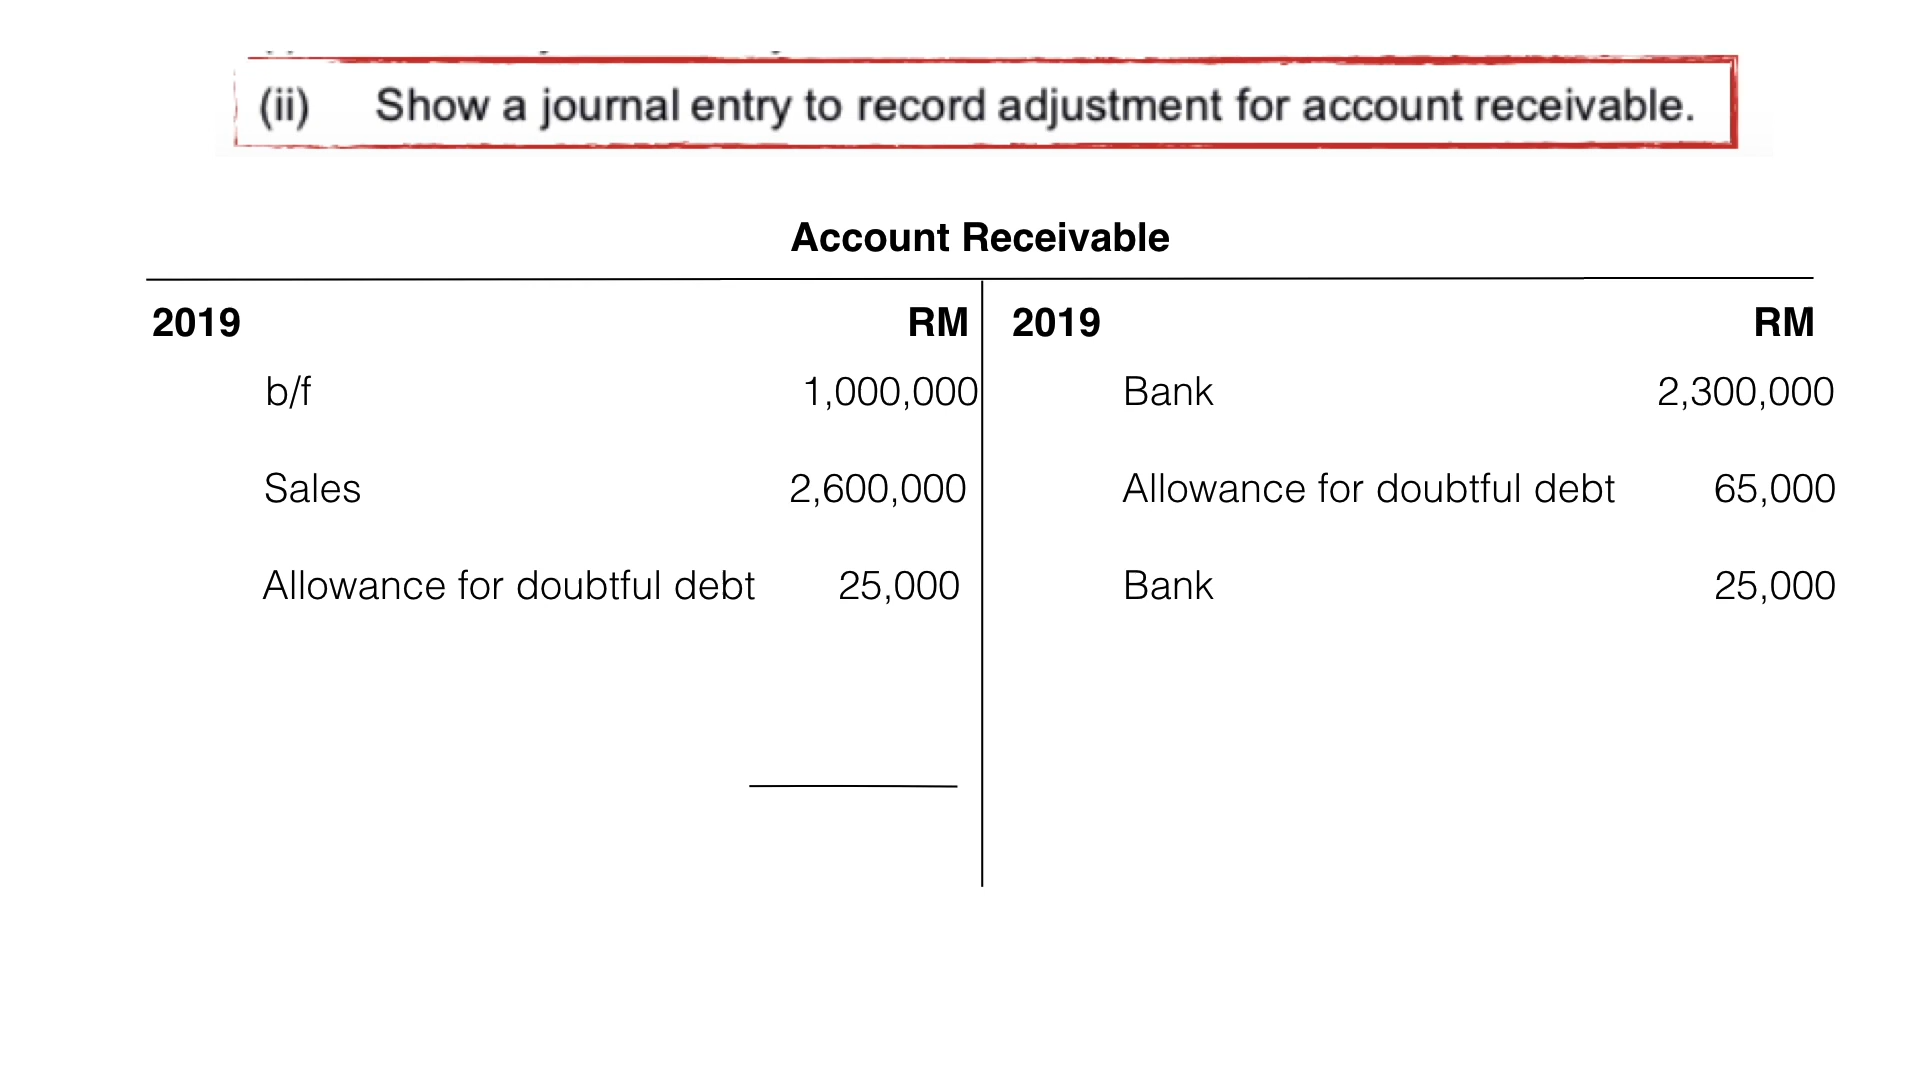 (ii) Show a journal entry to record adjustment for account receivable.
Account Receivable
2019 RM 2019 RM
b/f 1,000,000 Bank 2,300,000
Sales 2,600,000 Allowance for doubtful debt 65,000
Allowance for doubtful debt 25,000 Bank 25,000